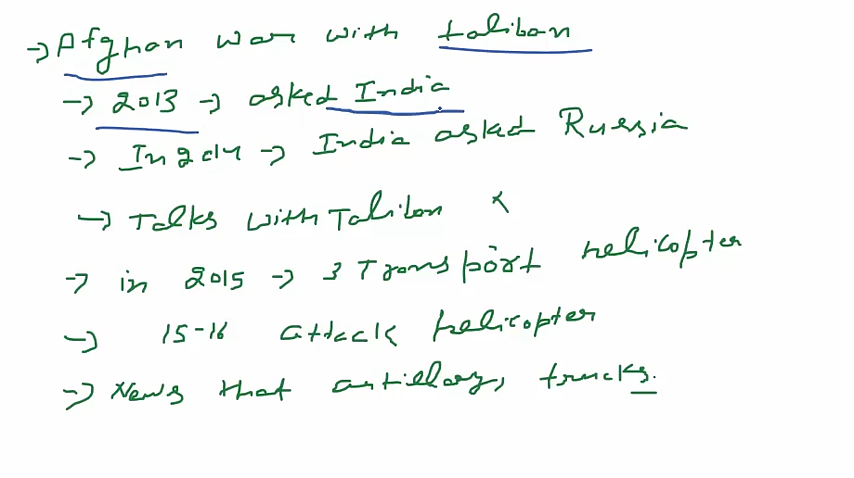 → Afghan war with taliban
→ 2013 → asked India
→ In 2014 → India asked Russia
→ Talks with Taliban ×
→ in 2015 → 3 Transport helicopter
→ 15-16 attack helicopter
→ News that artillary, trucks.